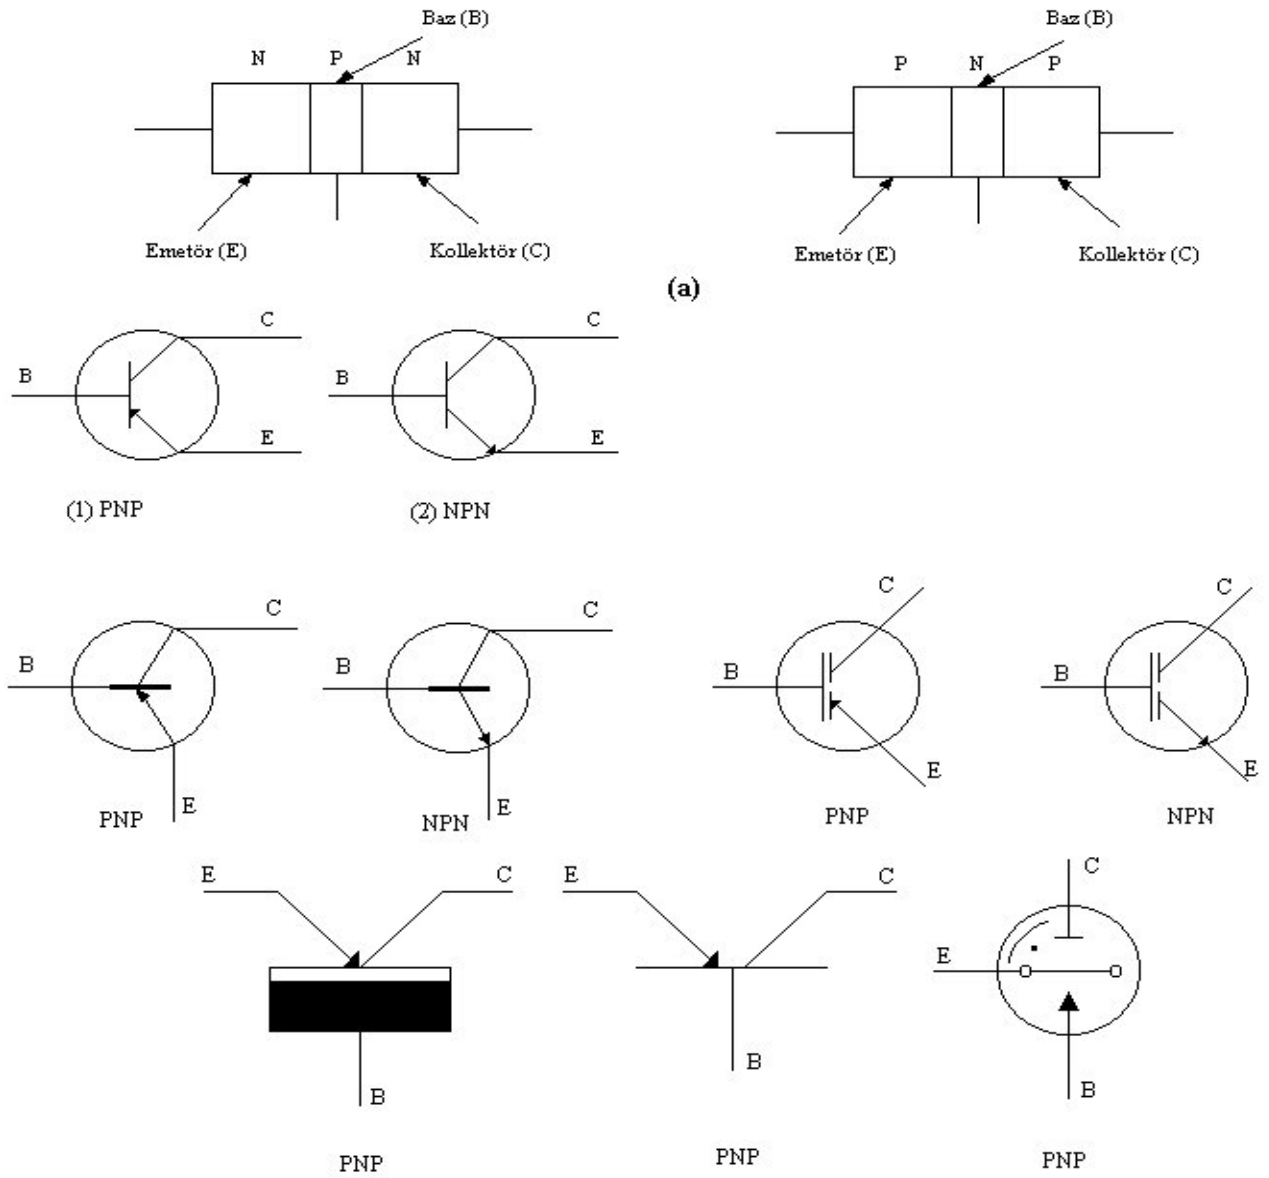 Baz (B)
N P N
Emetör (E)
Kollektör (C)
Baz (B)
P N P
Emetör (E)
Kollektör (C)
(a)
C
B
E
(1) PNP
C
B
E
(2) NPN
C
B
E
PNP
C
B
E
NPN
C
B
E
PNP
C
B
E
NPN
E
C
B
PNP
E
C
B
PNP
C
E
B
PNP